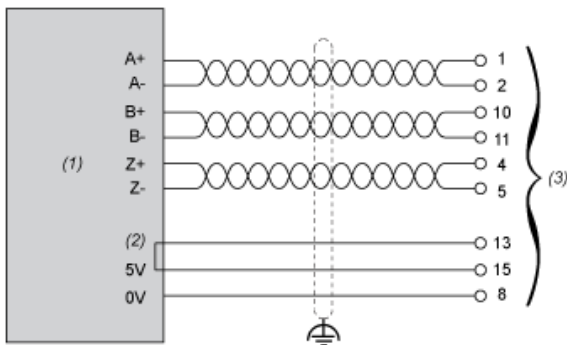 A+ 1
A- 2
B+ 10
B- 11
(1) Z+ 4 (3)
Z- 5
(2) 13
5V 15
0V 8